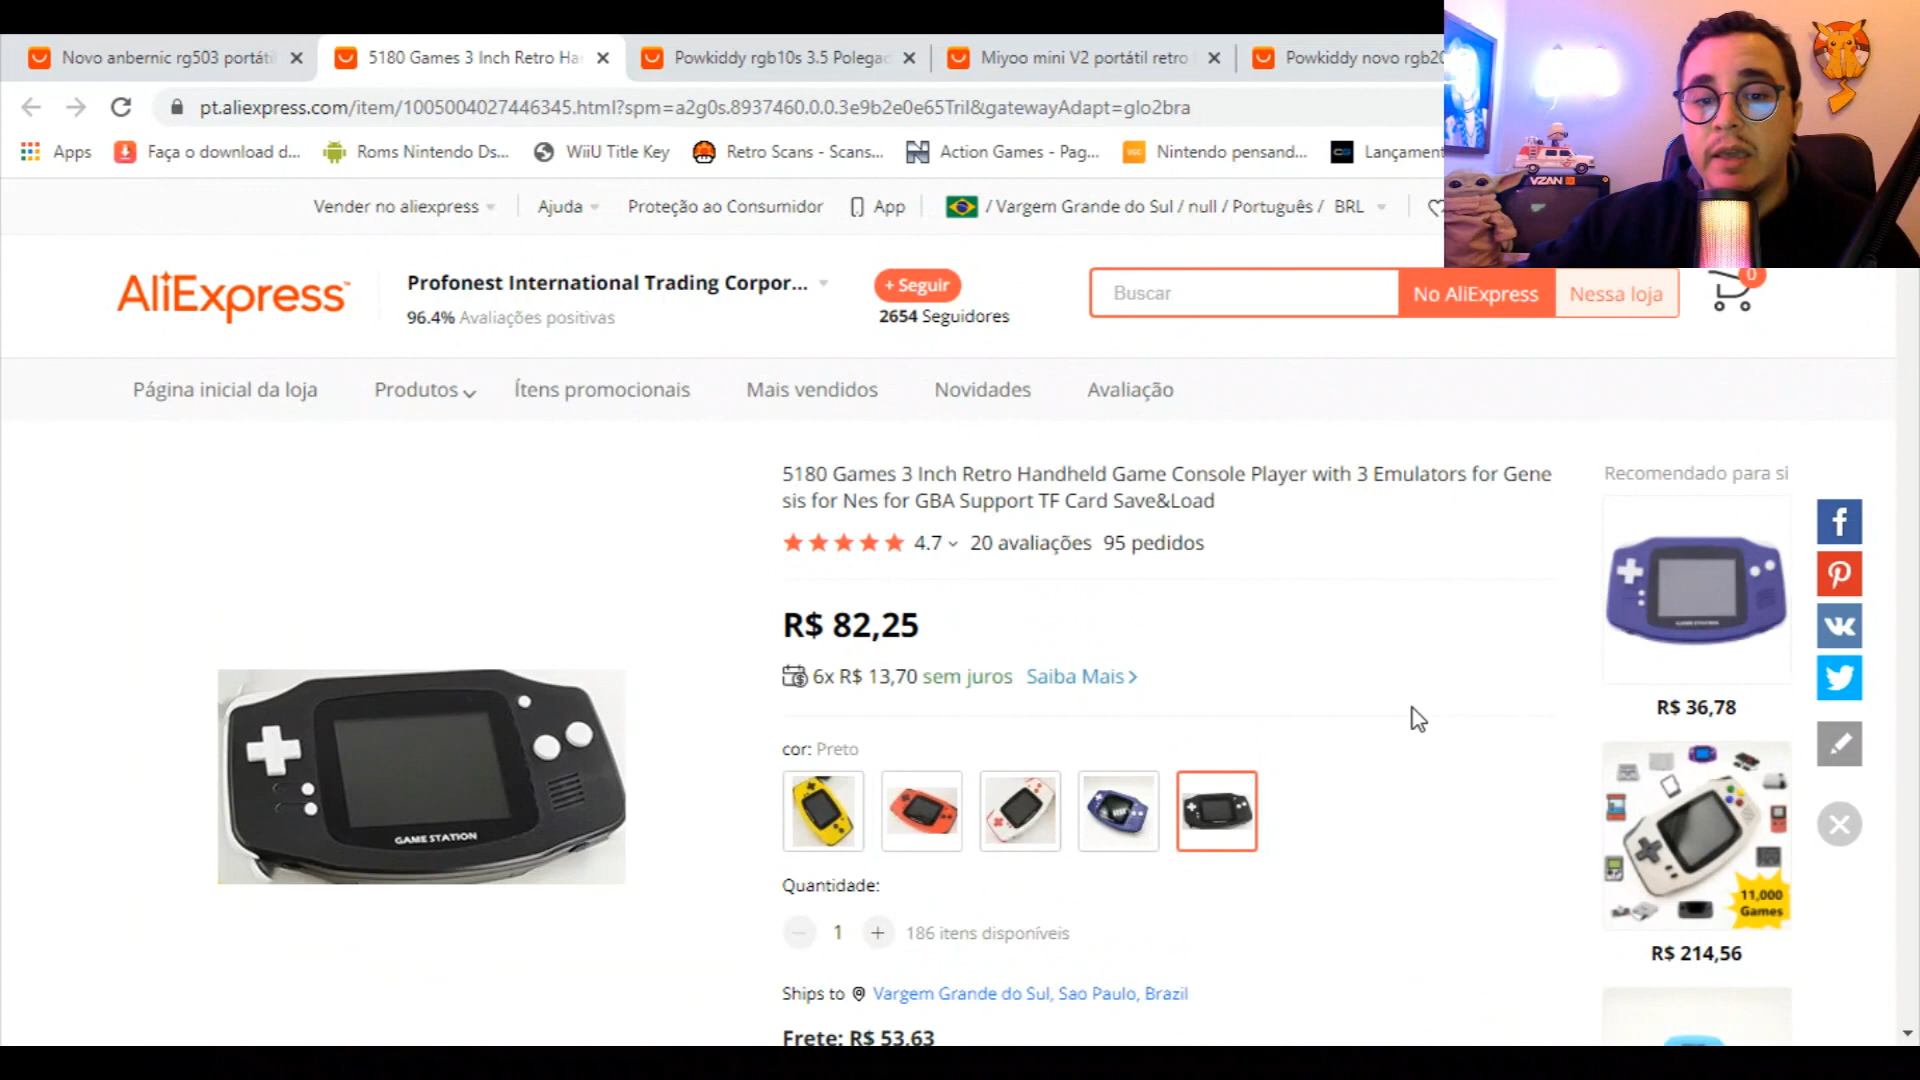 Novo anbernic rg503 portáti
5180 Games 3 Inch Retro Ha
Powkiddy rgb10s 3.5 Polega
Miyoo mini V2 portátil retro
Powkiddy novo rgb20
pt.aliexpress.com/item/1005004027446345.html?spm=a2g0s.8937460.0.0.3e9b2e0e65Tril&gatewayAdapt=glo2bra
Apps
Faça o download d...
Roms Nintendo Ds...
WiiU Title Key
Retro Scans - Scans...
Action Games - Pag...
Nintendo pensand...
Lançament
VZAN
Vender no aliexpress
Ajuda
Proteção ao Consumidor
App
/ Vargem Grande do Sul / null / Português / BRL
AliExpress™
Profonest International Trading Corpor...
96.4% Avaliações positivas
+ Seguir
2654 Seguidores
Buscar
No AliExpress
Nessa loja
0
Página inicial da loja
Produtos
Ítens promocionais
Mais vendidos
Novidades
Avaliação
5180 Games 3 Inch Retro Handheld Game Console Player with 3 Emulators for Gene
sis for Nes for GBA Support TF Card Save&Load
4.7
20 avaliações
95 pedidos
R$ 82,25
6x R$ 13,70 sem juros Saiba Mais
cor: Preto
GAME STATION
Quantidade:
1
186 itens disponíveis
Ships to Vargem Grande do Sul, Sao Paulo, Brazil
Frete: R$ 53,63
Recomendado para si
GAME STATION
R$ 36,78
11,000
Games
R$ 214,56